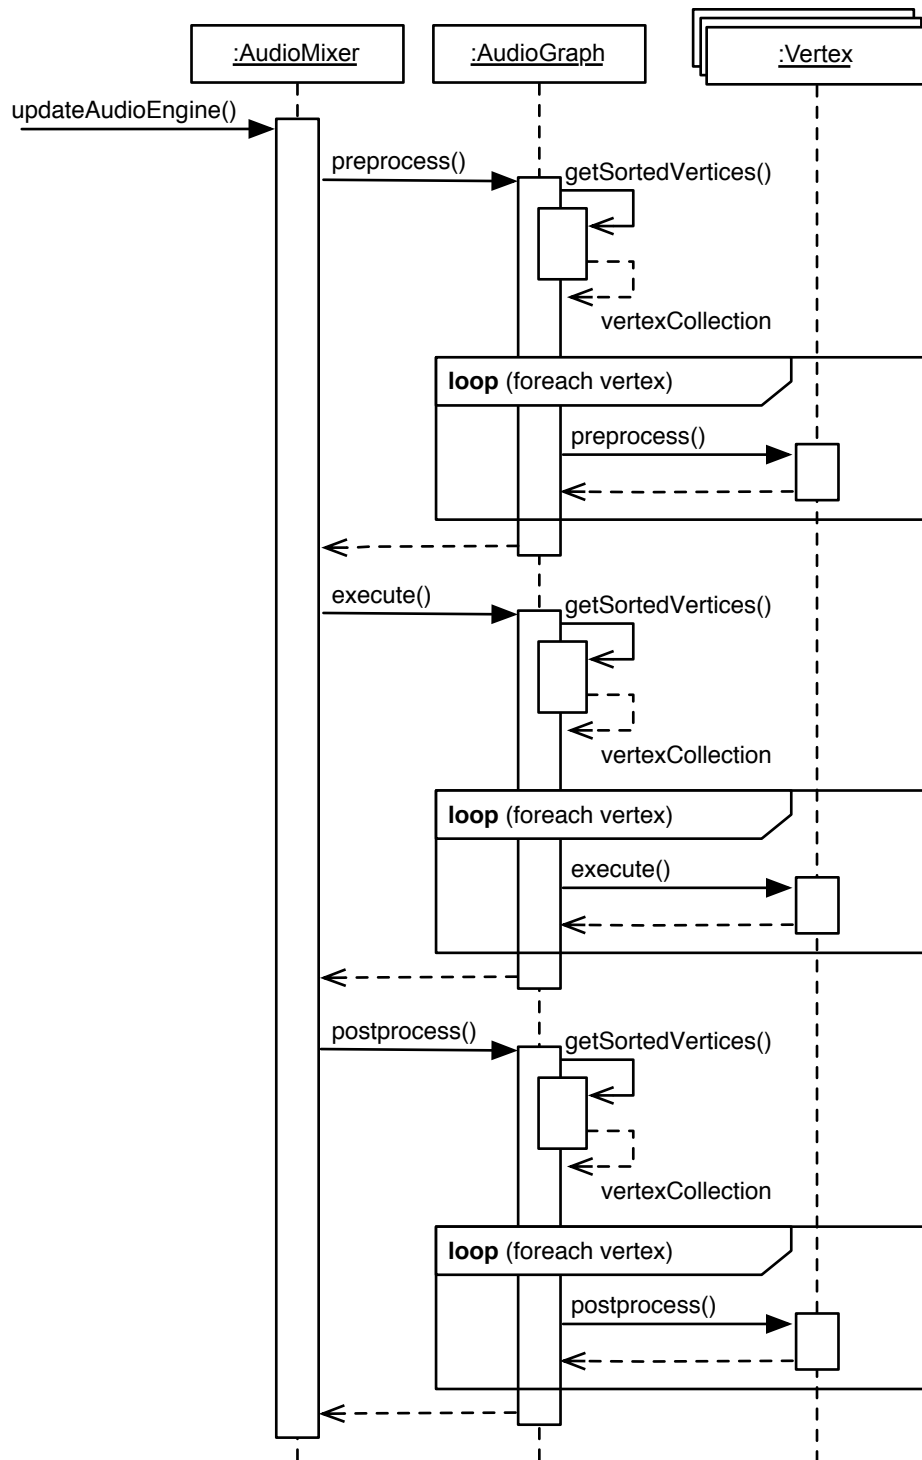 :AudioMixer
:AudioGraph
:Vertex
updateAudioEngine()
preprocess()
getSortedVertices()
vertexCollection
loop (foreach vertex)
preprocess()
execute()
getSortedVertices()
vertexCollection
loop (foreach vertex)
execute()
postprocess()
getSortedVertices()
vertexCollection
loop (foreach vertex)
postprocess()